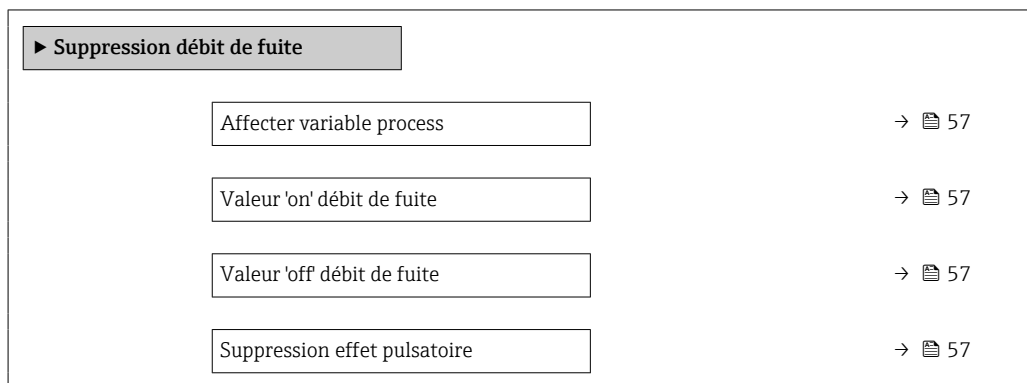 ▶ Suppression débit de fuite
Affecter variable process → 57
Valeur 'on' débit de fuite → 57
Valeur 'off' débit de fuite → 57
Suppression effet pulsatoire → 57